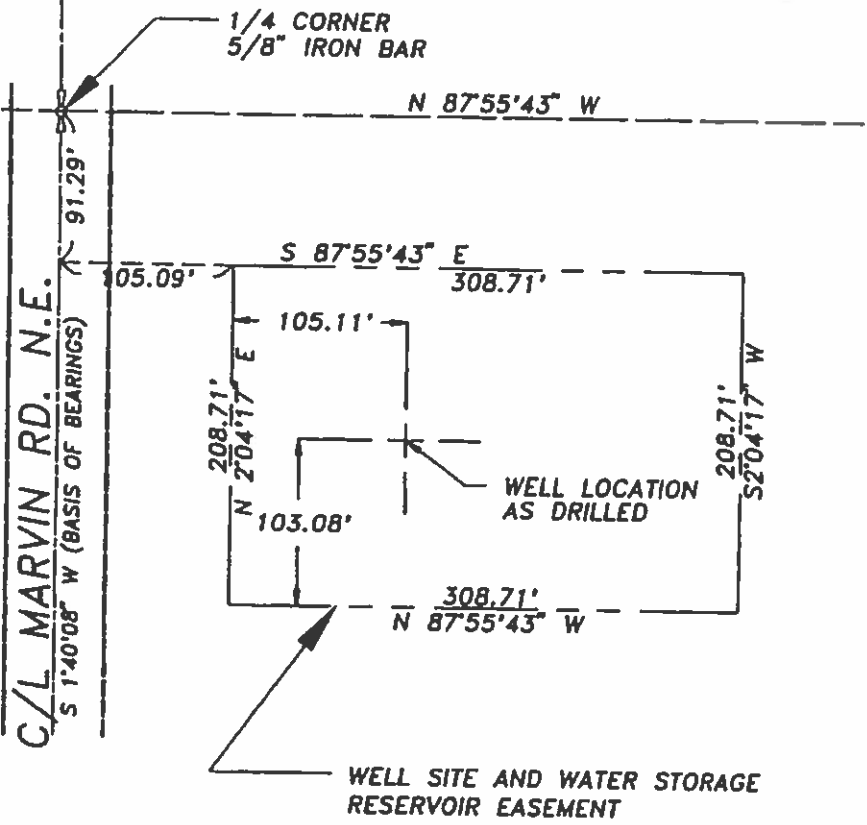 1/4 CORNER
5/8" IRON BAR
N 87°55'43" W
91.29'
S 87°55'43" E
105.09'
308.71'
105.11'
C/L MARVIN RD. N.E.
S 1°40'08" W (BASIS OF BEARINGS)
208.71'
N 2°04'17" E
208.71'
S2°04'17" W
WELL LOCATION
AS DRILLED
103.08'
308.71'
N 87°55'43" W
WELL SITE AND WATER STORAGE
RESERVOIR EASEMENT